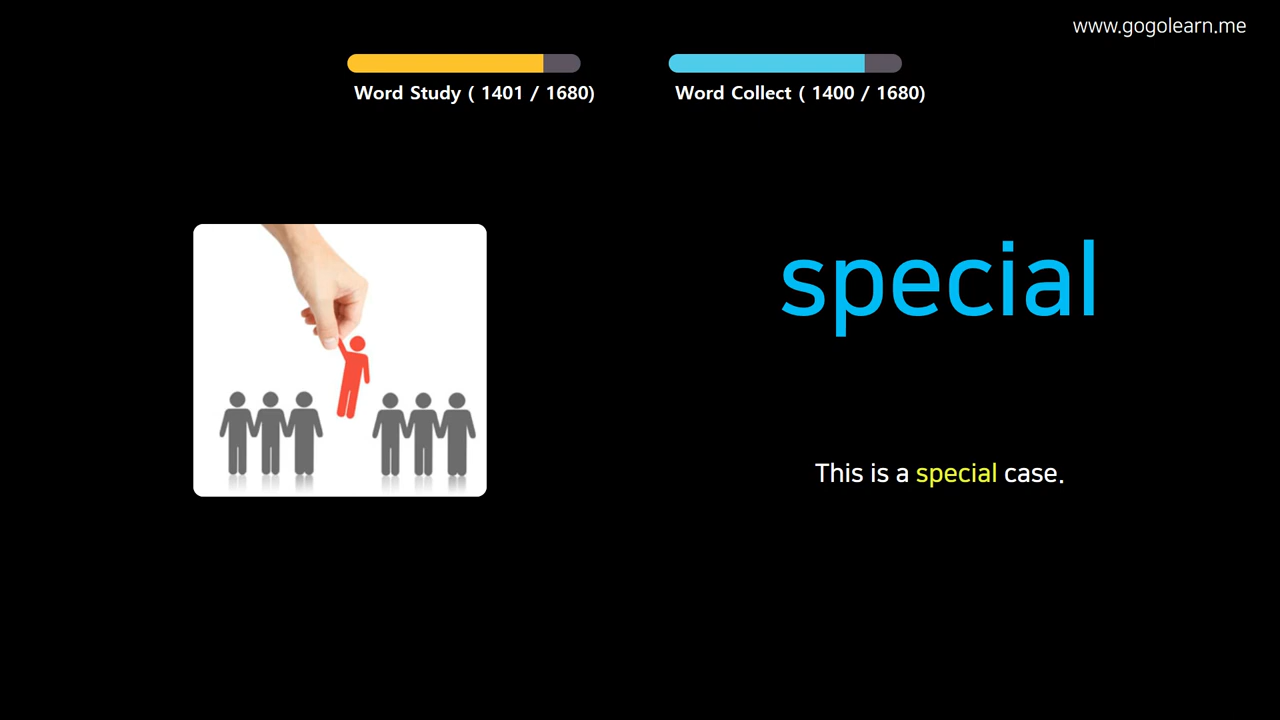 www.gogolearn.me
Word Study ( 1401 / 1680)
Word Collect ( 1400 / 1680)
special
This is a special case.